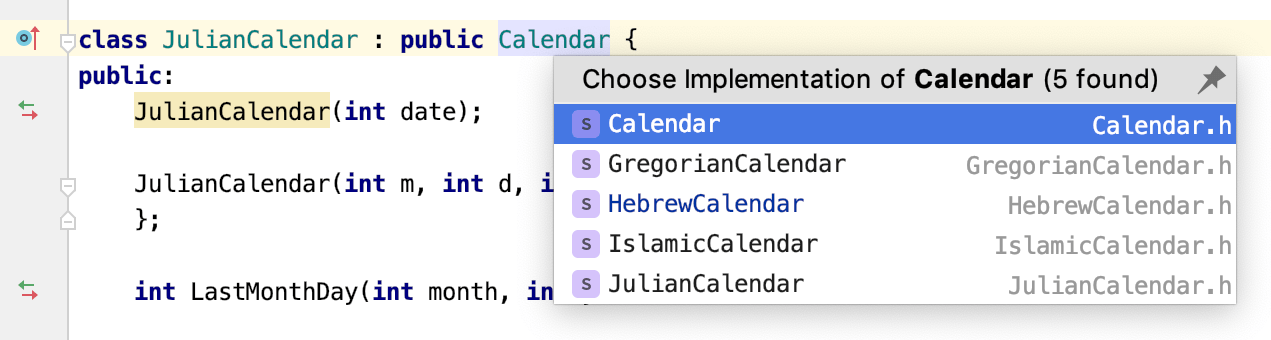 class JulianCalendar : public Calendar {
public:
Choose Implementation of Calendar (5 found)
JulianCalendar(int date);
S Calendar Calendar.h
S GregorianCalendar GregorianCalendar.h
JulianCalendar(int m, int d, i
S HebrewCalendar HebrewCalendar.h
};
S IslamicCalendar IslamicCalendar.h
int LastMonthDay(int month, in
S JulianCalendar JulianCalendar.h